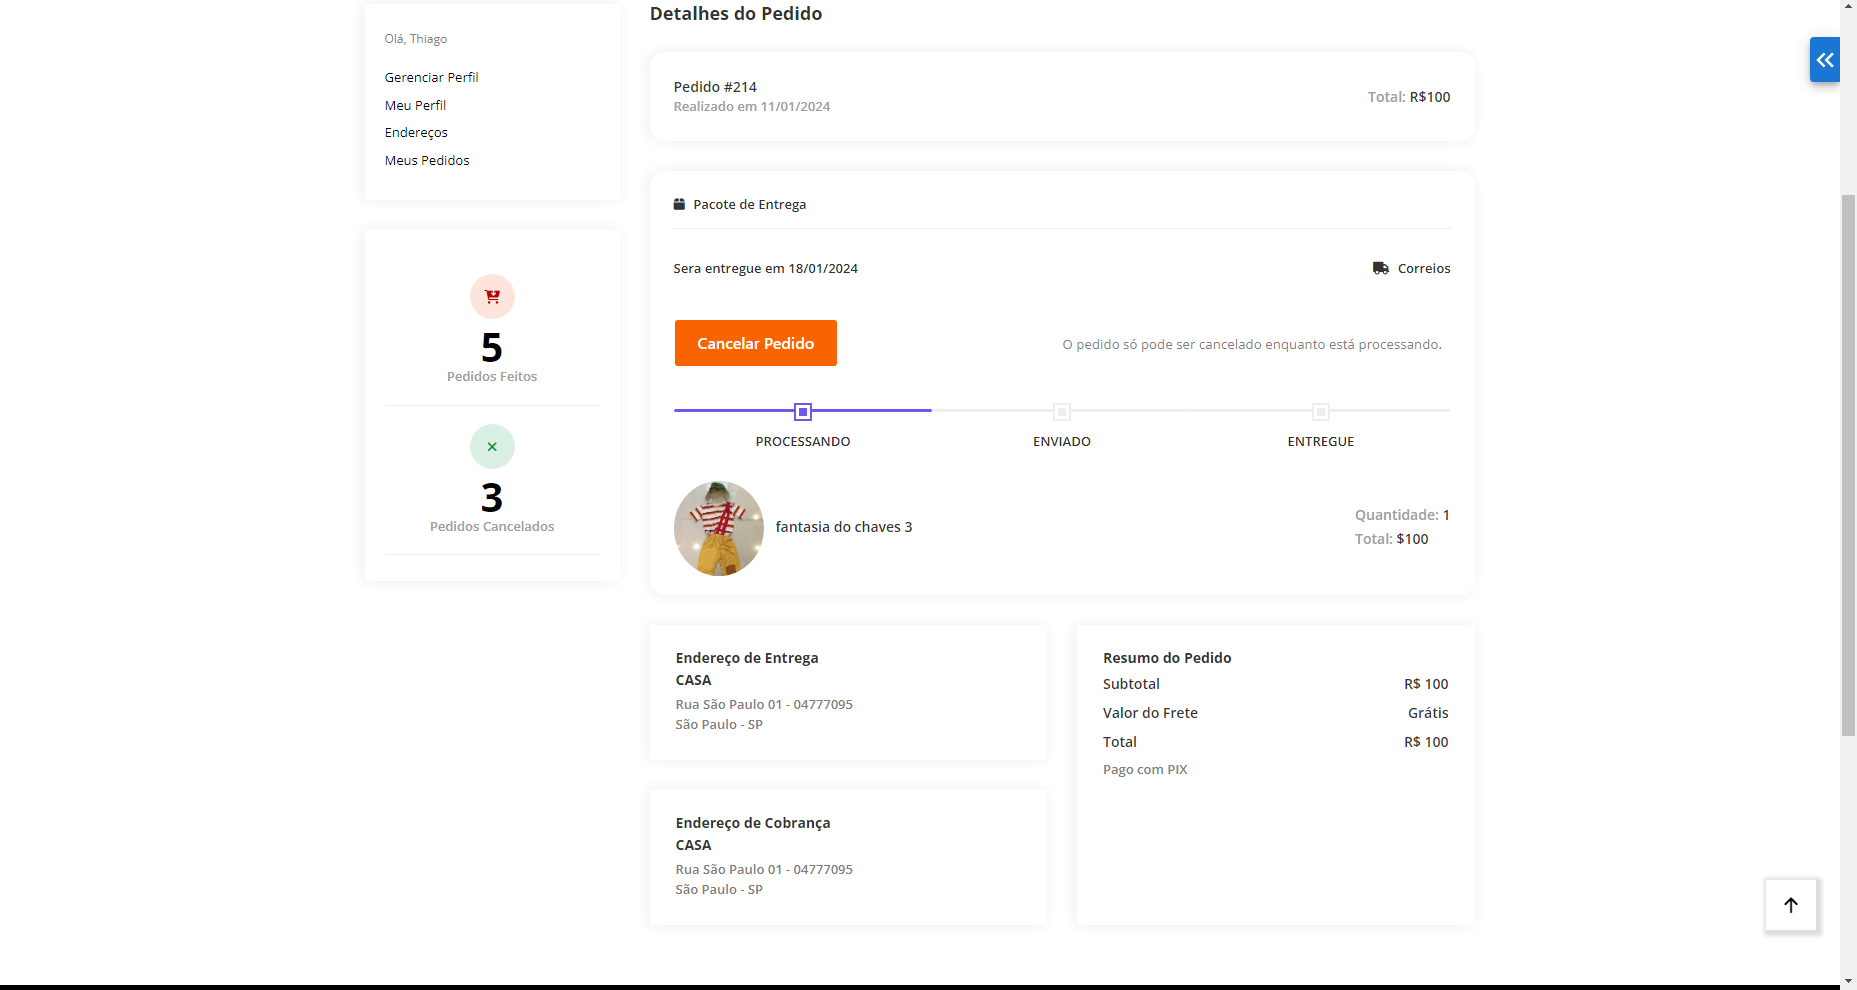 Olá, Thiago
Gerenciar Perfil
Meu Perfil
Endereços
Meus Pedidos
5
Pedidos Feitos
3
Pedidos Cancelados
Detalhes do Pedido
Pedido #214
Realizado em 11/01/2024
Total: R$100
Pacote de Entrega
Sera entregue em 18/01/2024
Correios
Cancelar Pedido
O pedido só pode ser cancelado enquanto está processando.
PROCESSANDO
ENVIADO
ENTREGUE
fantasia do chaves 3
Quantidade: 1
Total: $100
Endereço de Entrega
CASA
Rua São Paulo 01 - 04777095
São Paulo - SP
Endereço de Cobrança
CASA
Rua São Paulo 01 - 04777095
São Paulo - SP
Resumo do Pedido
Subtotal R$ 100
Valor do Frete Grátis
Total R$ 100
Pago com PIX